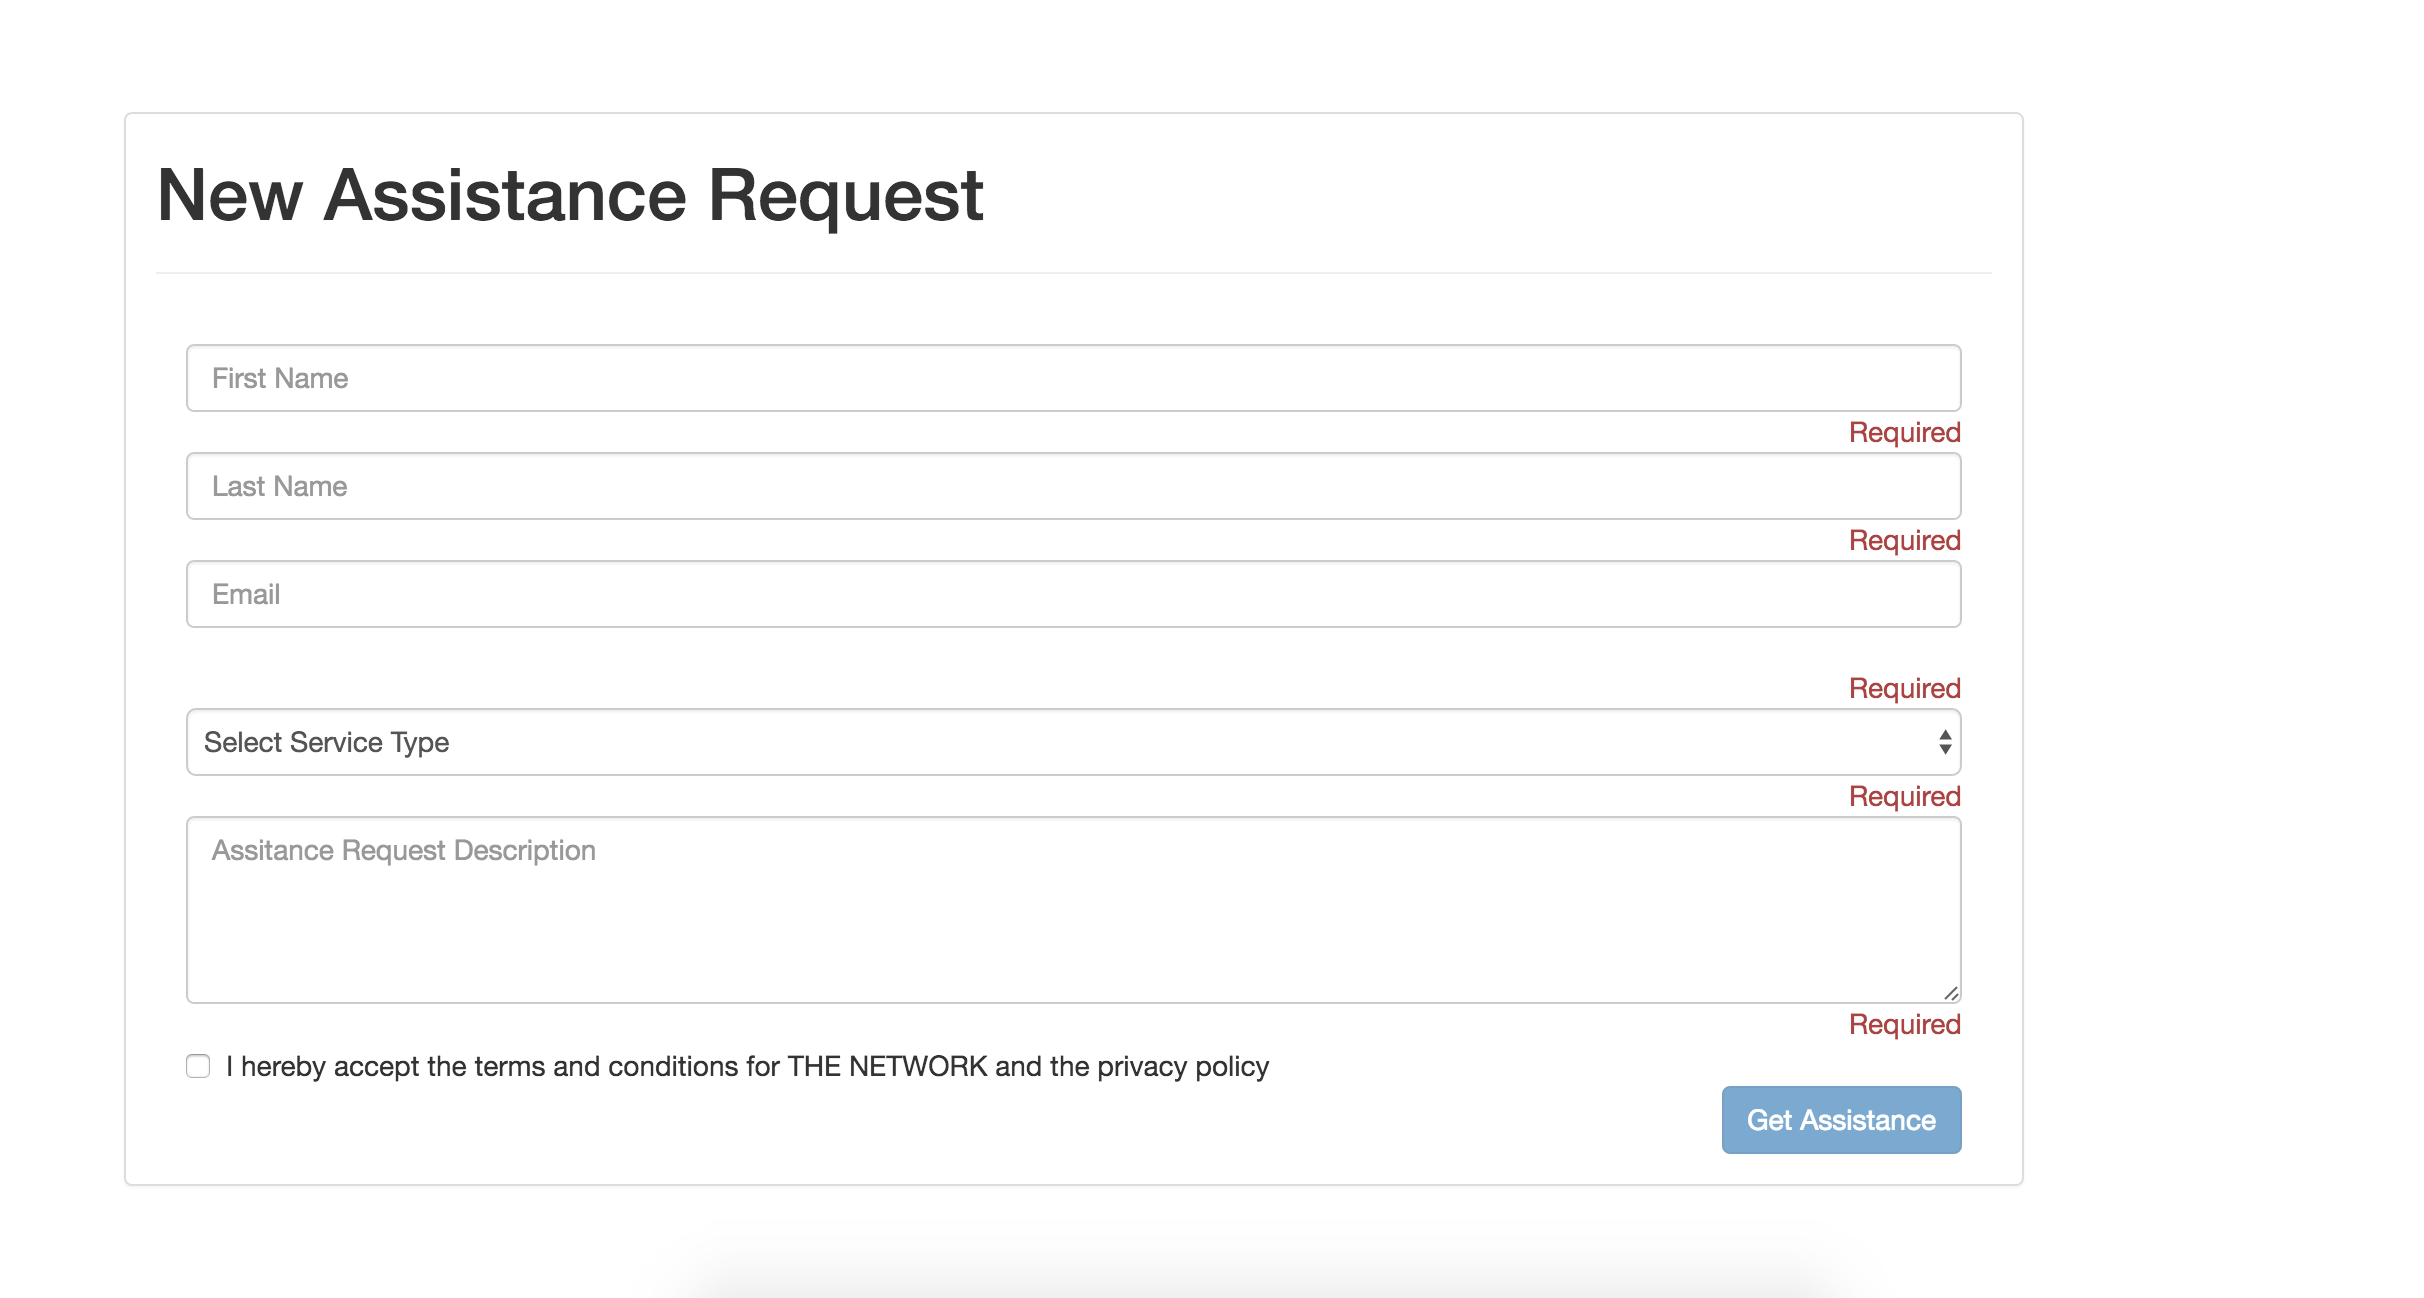 New Assistance Request
First Name
Required
Last Name
Required
Email
Required
Select Service Type
Required
Assitance Request Description
Required
I hereby accept the terms and conditions for THE NETWORK and the privacy policy
Get Assistance